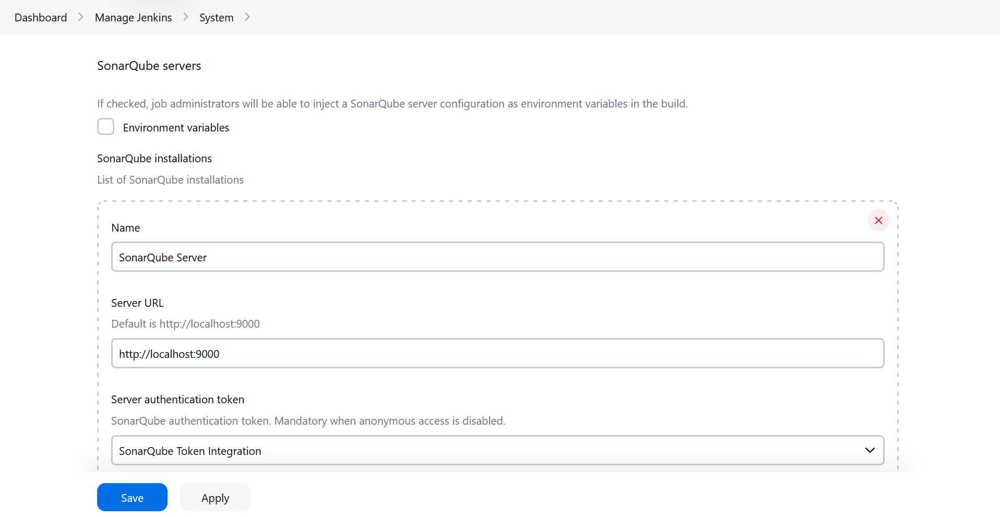 Dashboard > Manage Jenkins > System >
SonarQube servers
If checked, job administrators will be able to inject a SonarQube server configuration as environment variables in the build.
Environment variables
SonarQube installations
List of SonarQube installations
Name
SonarQube Server
Server URL
Default is http://localhost:9000
http://localhost:9000
Server authentication token
SonarQube authentication token. Mandatory when anonymous access is disabled.
SonarQube Token Integration
Save Apply